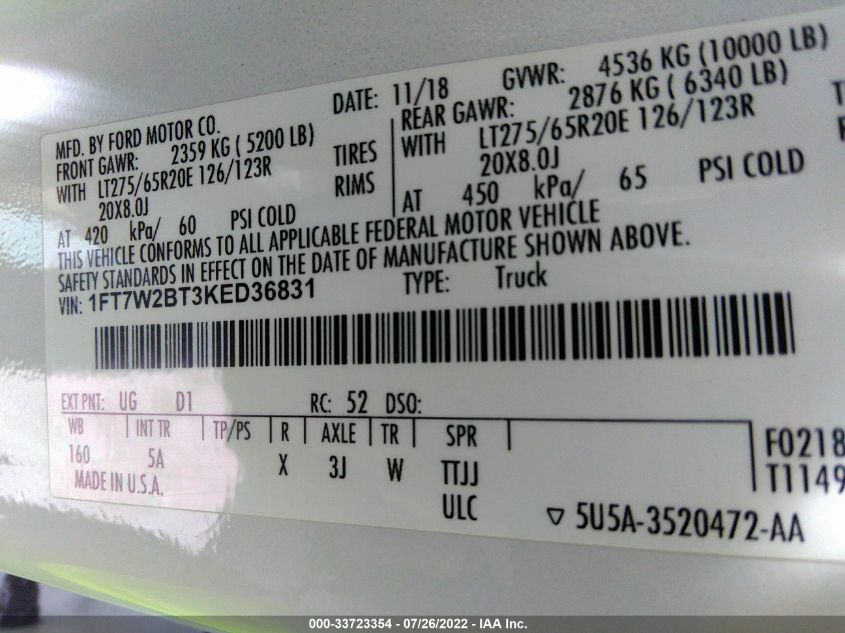 MFD. BY FORD MOTOR CO. DATE: 11/18 GVWR: 4536 KG (10000 LB)
FRONT GAWR: 2359 KG ( 5200 LB) REAR GAWR: 2876 KG ( 6340 LB)
WITH LT275/65R20E 126/123R TIRES WITH LT275/65R20E 126/123R
20X8.0J RIMS 20X8.0J
AT 420 kPa/ 60 PSI COLD AT 450 kPa/ 65 PSI COLD
THIS VEHICLE CONFORMS TO ALL APPLICABLE FEDERAL MOTOR VEHICLE
SAFETY STANDARDS IN EFFECT ON THE DATE OF MANUFACTURE SHOWN ABOVE.
VIN: 1FT7W2BT3KED36831 TYPE: Truck
EXT PNT: UG D1 RC: 52 DSO:
WB INT TR TP/PS R AXLE TR SPR
160 5A X 3J W TTJJ
ULC
MADE IN U.S.A.
F0218
T1149
▽ 5U5A-3520472-AA
000-33723354 - 07/26/2022 - IAA Inc.